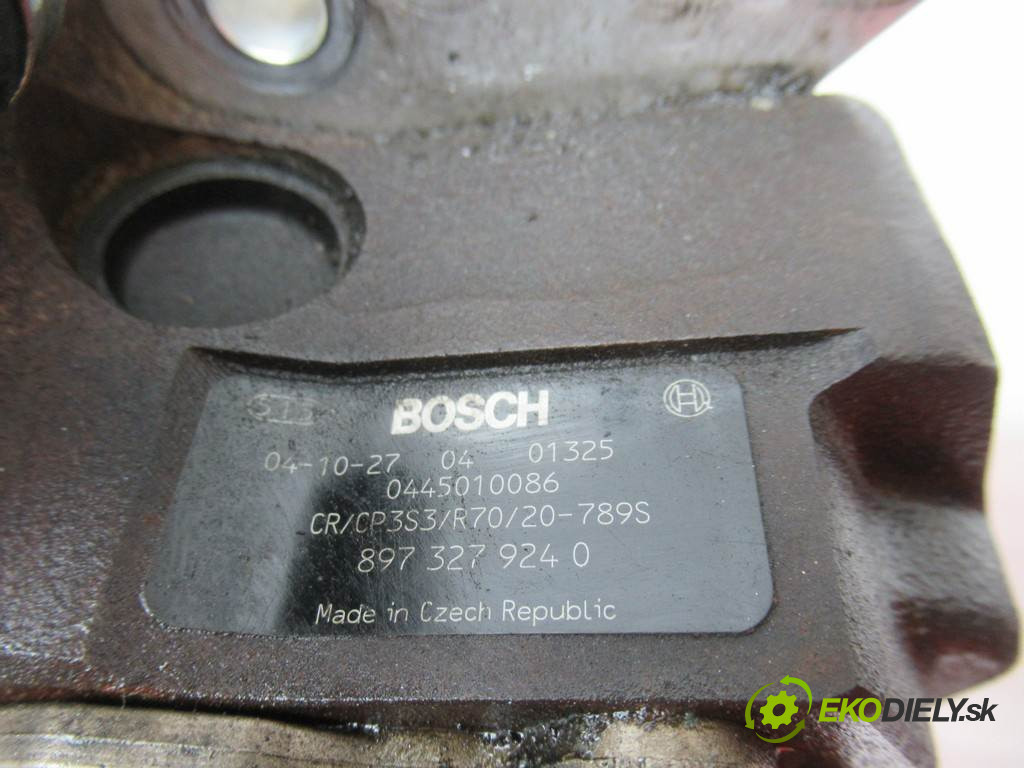 BOSCH
04-10-27 04 01325
0445010086
CR/CP3S3/R70/20-789S
897 327 924 0
Made in Czech Republic
EKODIELY.sk